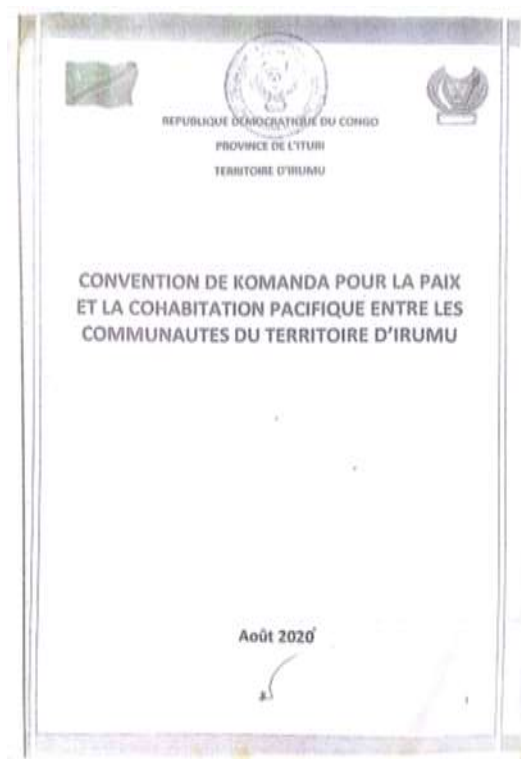 REPUBLIQUE DEMOCRATIQUE DU CONGO
PROVINCE DE L'ITURI
TERRITOIRE D'IRUMU
CONVENTION DE KOMANDA POUR LA PAIX
ET LA COHABITATION PACIFIQUE ENTRE LES
COMMUNAUTES DU TERRITOIRE D'IRUMU
Août 2020